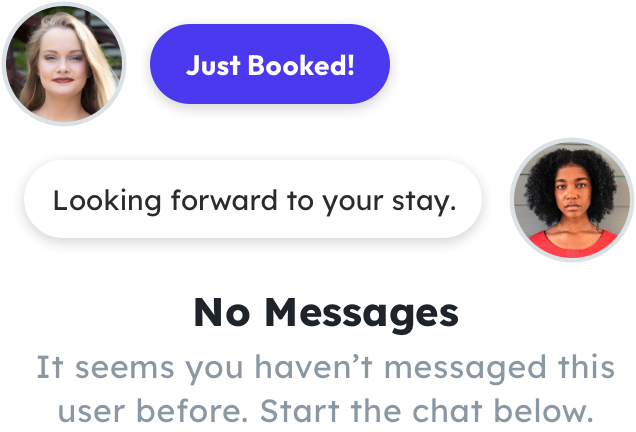 Just Booked!
Looking forward to your stay.
No Messages
It seems you haven’t messaged this
user before. Start the chat below.